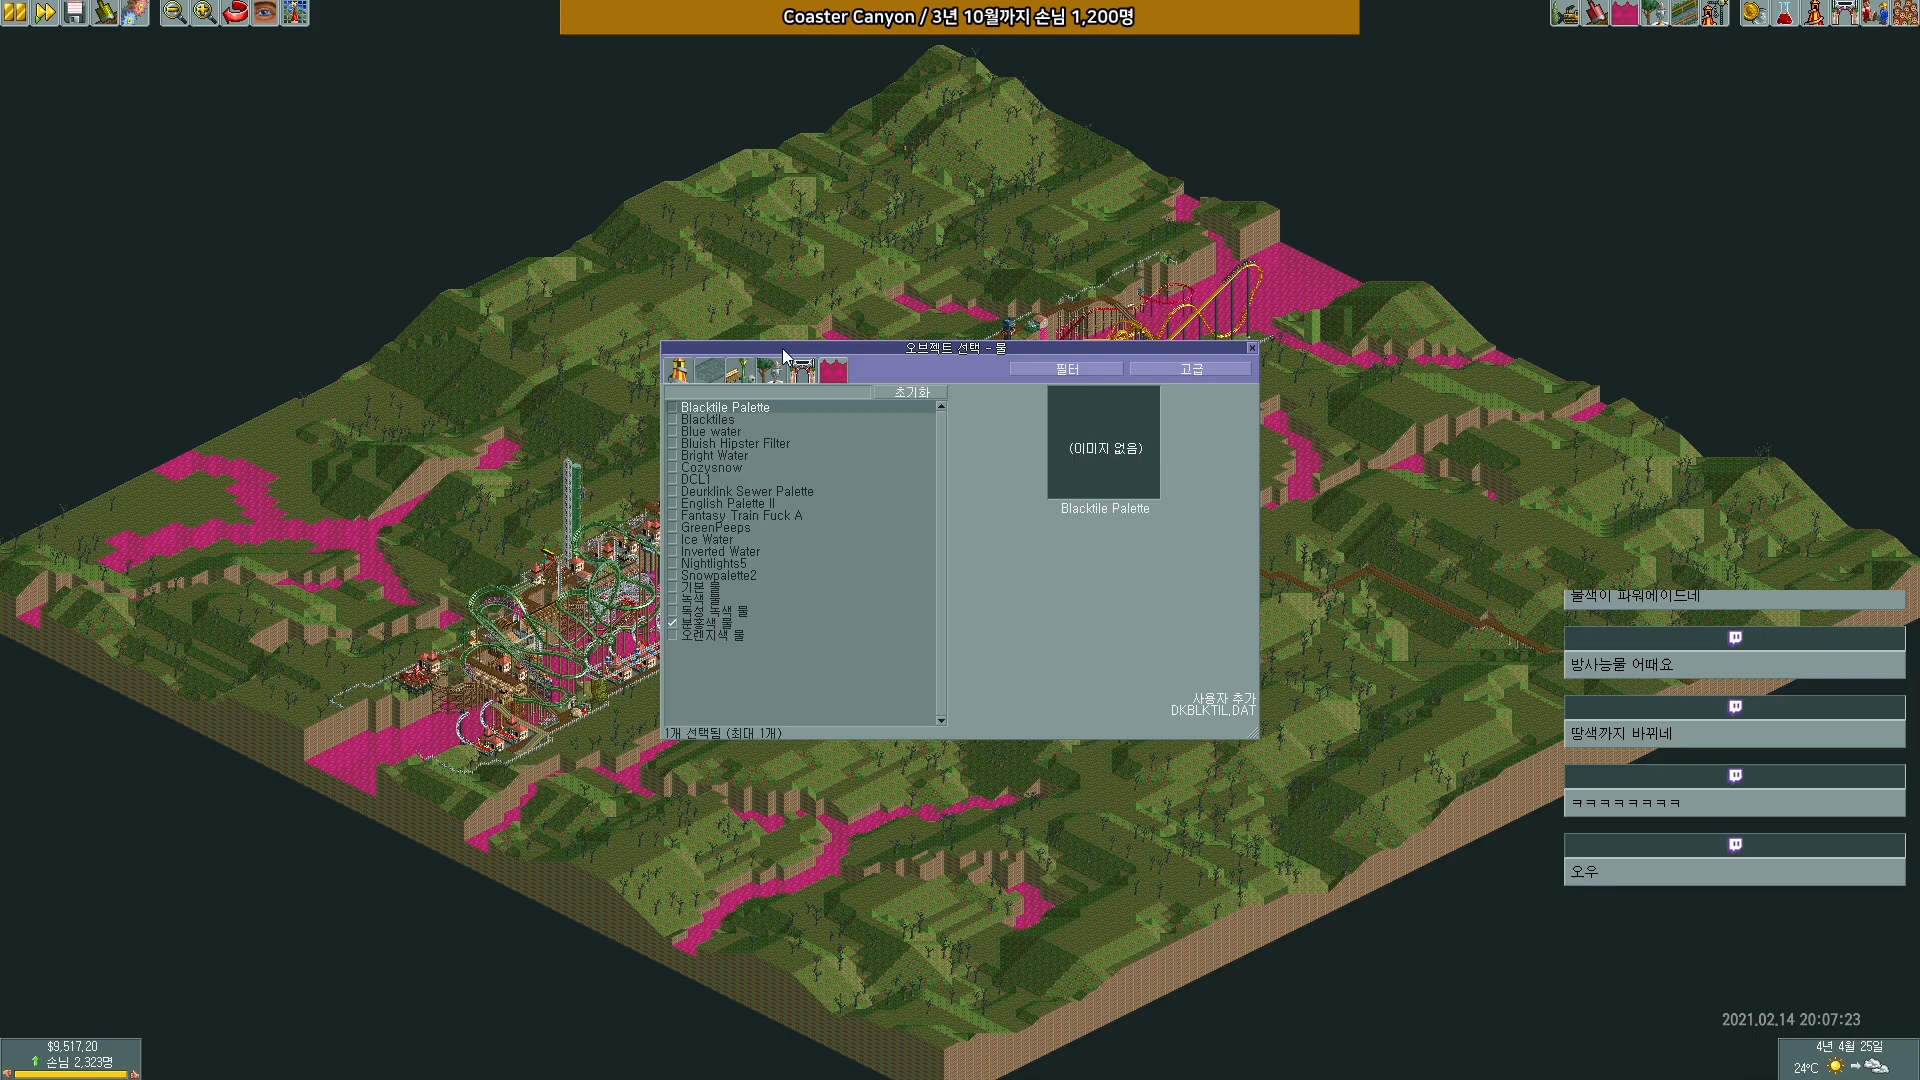 Coaster Canyon / 3년 10월까지 손님 1,200명
오브젝트 선택 - 물
필터
고급
초기화
Blacktile Palette
Blacktiles
Blue water
Bluish Hipster Filter
Bright Water
Cozysnow
DCL1
Deurklink Sewer Palette
English Palette II
Fantasy Train Fuck A
GreenPeeps
Ice Water
Inverted Water
Nightlights5
Snowpalette2
기본 물
녹색 물
독성 녹색 물
분홍색 물
오렌지색 물
(이미지 없음)
Blacktile Palette
사용자 추가
DKBLKTIL.DAT
1개 선택됨 (최대 1개)
물색이 파워에이드네
방사능물 어때요
땅색까지 바뀌네
ㅋㅋㅋㅋㅋㅋㅋㅋ
오우
2021.02.14 20:07:23
$9,517.20
손님 2,323명
4년 4월 25일
24°C